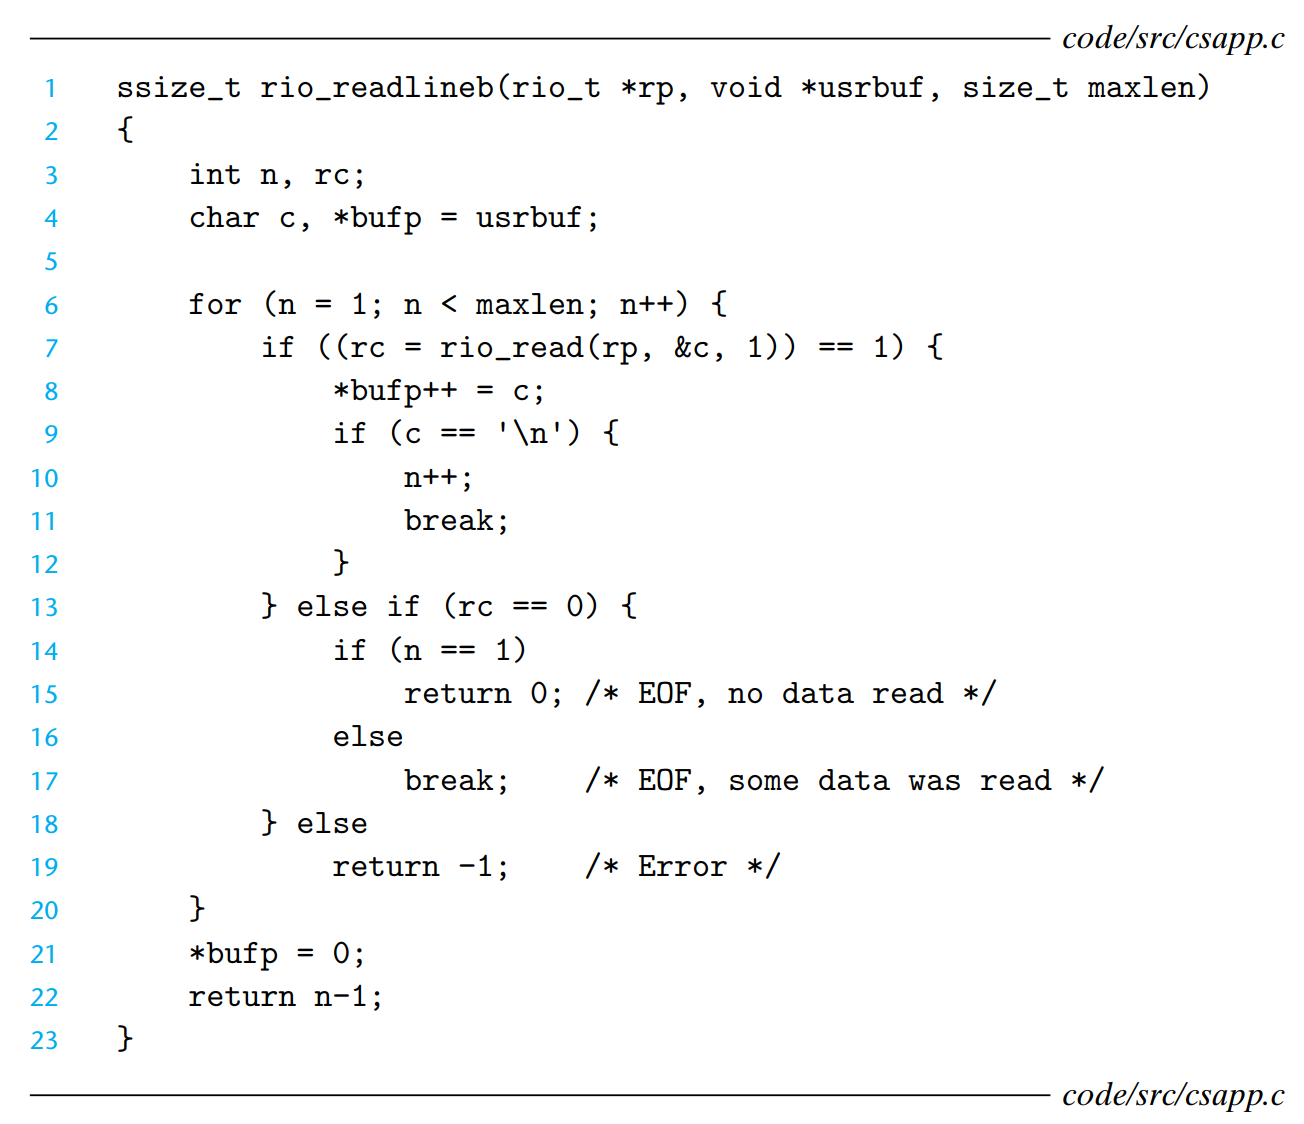 code/src/csapp.c
1 ssize_t rio_readlineb(rio_t *rp, void *usrbuf, size_t maxlen)
2 {
3     int n, rc;
4     char c, *bufp = usrbuf;
5
6     for (n = 1; n < maxlen; n++) {
7         if ((rc = rio_read(rp, &c, 1)) == 1) {
8             *bufp++ = c;
9             if (c == '\n') {
10                 n++;
11                 break;
12             }
13         } else if (rc == 0) {
14             if (n == 1)
15                 return 0; /* EOF, no data read */
16             else
17                 break;    /* EOF, some data was read */
18         } else
19             return -1;    /* Error */
20     }
21     *bufp = 0;
22     return n-1;
23 }
code/src/csapp.c